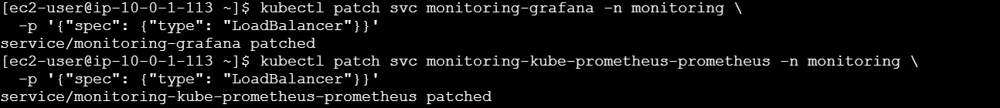 [ec2-user@ip-10-0-1-113 ~]$ kubectl patch svc monitoring-grafana -n monitoring \
  -p '{"spec": {"type": "LoadBalancer"}}'
service/monitoring-grafana patched
[ec2-user@ip-10-0-1-113 ~]$ kubectl patch svc monitoring-kube-prometheus-prometheus -n monitoring \
  -p '{"spec": {"type": "LoadBalancer"}}'
service/monitoring-kube-prometheus-prometheus patched